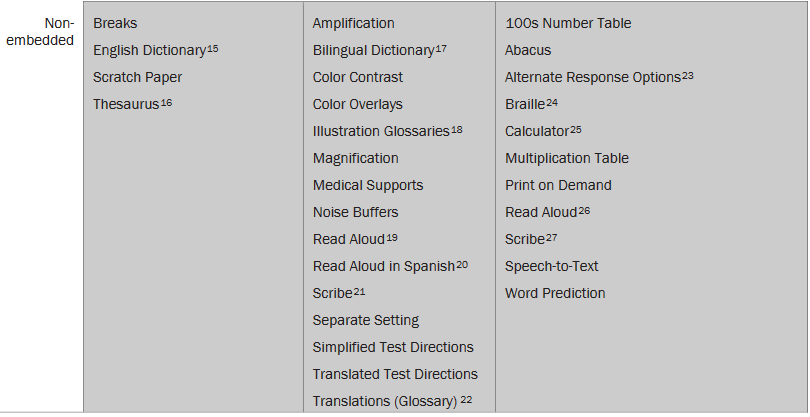 Non-
embedded
Breaks
English Dictionary15
Scratch Paper
Thesaurus16
Amplification
Bilingual Dictionary17
Color Contrast
Color Overlays
Illustration Glossaries18
Magnification
Medical Supports
Noise Buffers
Read Aloud19
Read Aloud in Spanish20
Scribe21
Separate Setting
Simplified Test Directions
Translated Test Directions
Translations (Glossary) 22
100s Number Table
Abacus
Alternate Response Options23
Braille24
Calculator25
Multiplication Table
Print on Demand
Read Aloud26
Scribe27
Speech-to-Text
Word Prediction